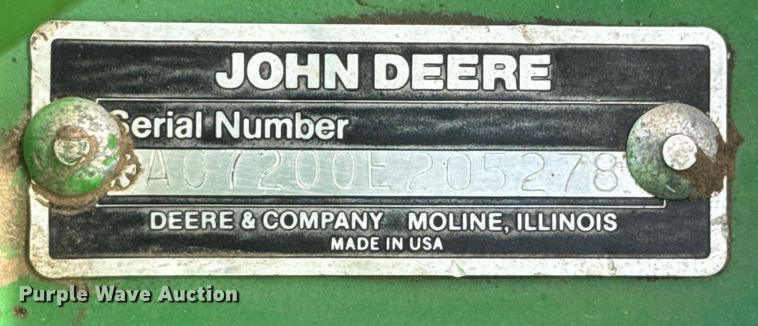 JOHN DEERE
Serial Number
A07200E205278
DEERE & COMPANY MOLINE, ILLINOIS
MADE IN USA
Purple Wave Auction